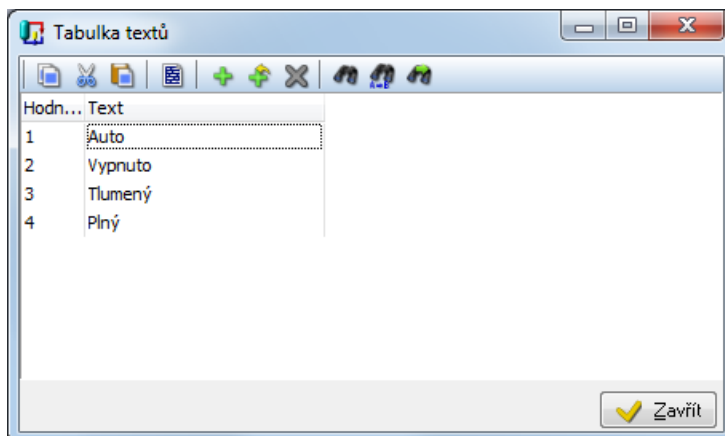 Tabulka textů
Hodn... Text
1 Auto
2 Vypnuto
3 Tlumený
4 Plný
Zavřít